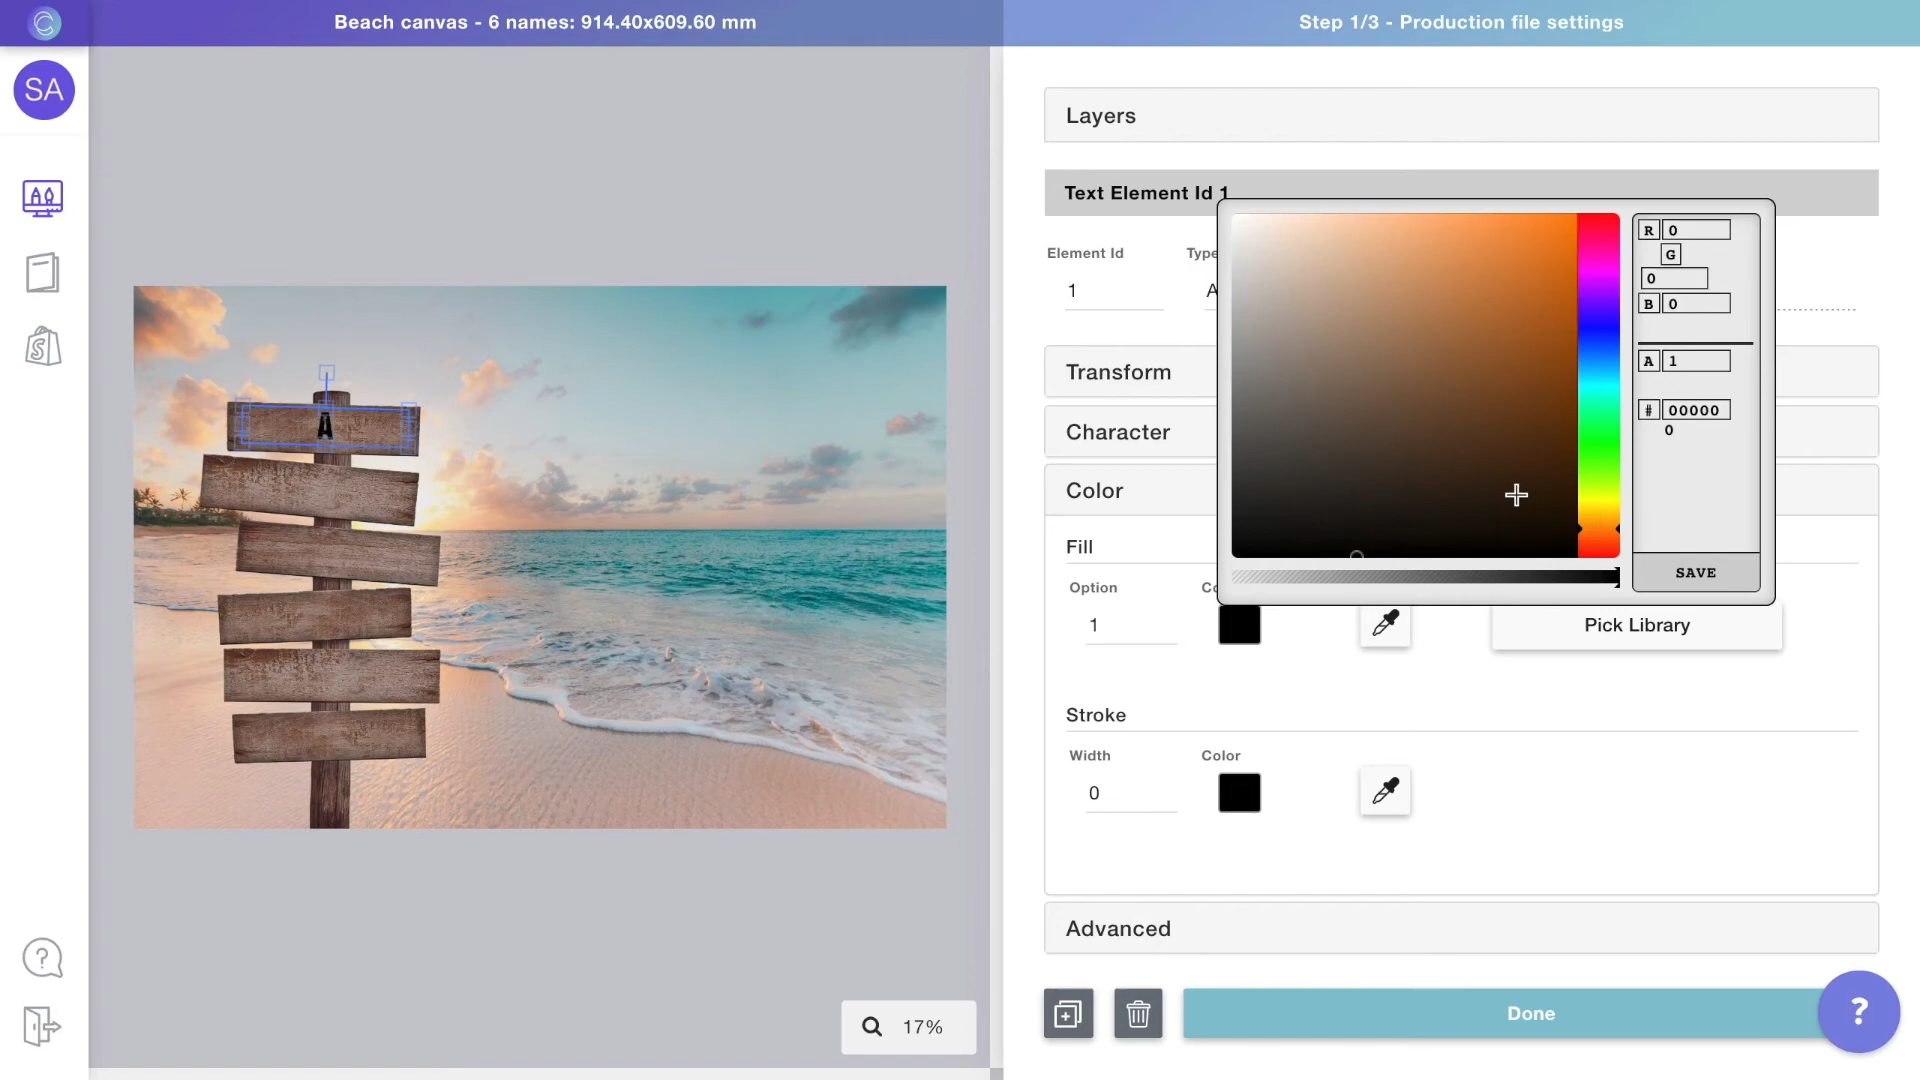 Beach canvas - 6 names: 914.40x609.60 mm
Step 1/3 - Production file settings
SA
Layers
Text Element Id 1
Element Id
Type
1
A
R 0
G
0
B 0
A 1
# 00000
0
SAVE
Transform
Character
Color
Fill
Option
Co
1
Pick Library
Stroke
Width
Color
0
Advanced
Done
?
A
17%